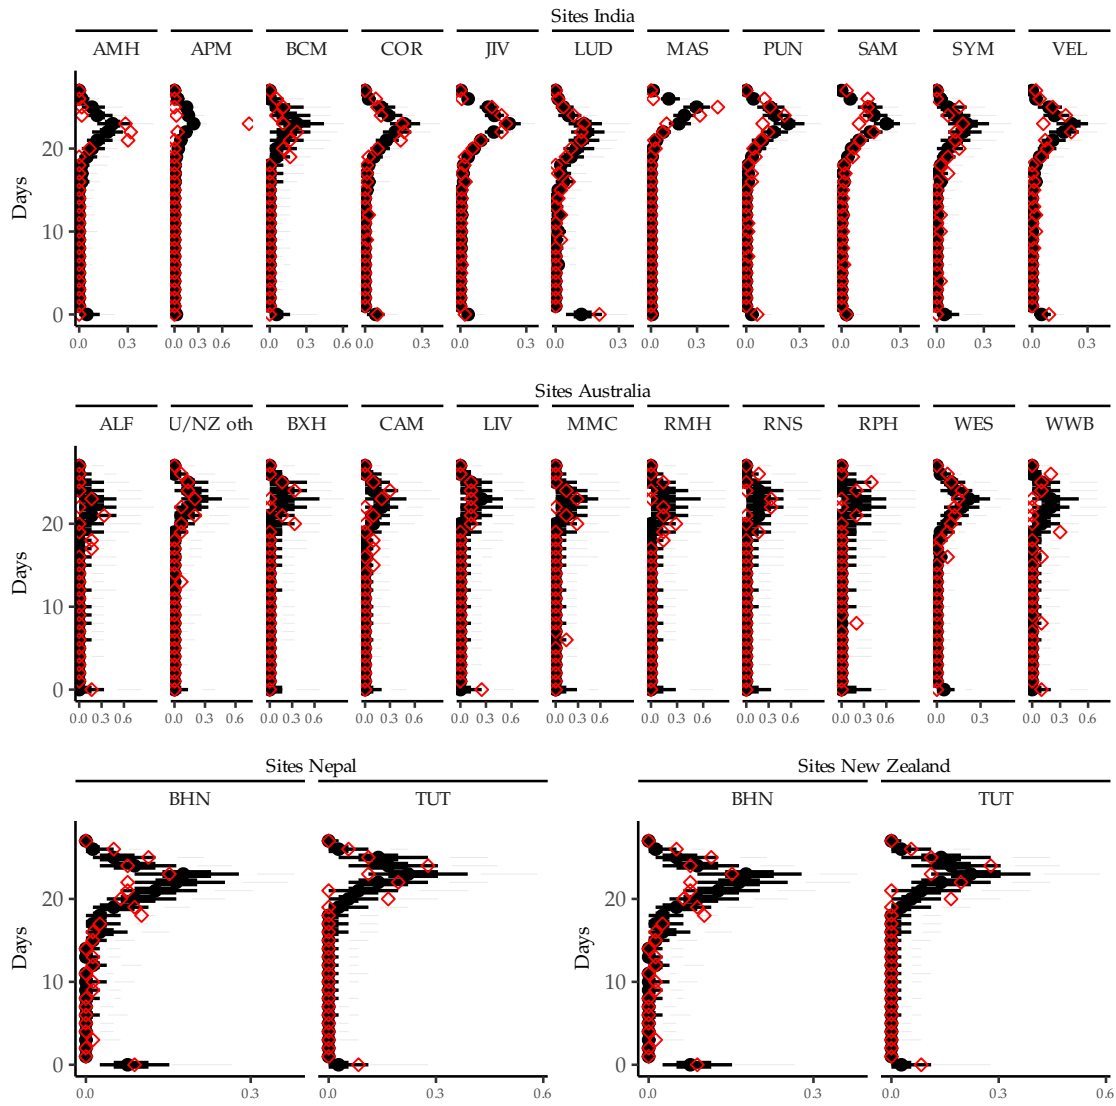 Sites India
AMH APM BCM COR JIV LUD MAS PUN SAM SYM VEL
Days
20
10
0
0.0 0.3 0.0 0.3 0.6 0.0 0.3 0.6 0.0 0.3 0.0 0.3 0.0 0.3 0.0 0.3 0.0 0.3 0.0 0.3 0.0 0.3 0.0 0.3
Sites Australia
ALF U/NZ oth BXH CAM LIV MMC RMH RNS RPH WES WWB
Days
20
10
0
0.0 0.3 0.6 0.0 0.3 0.6 0.0 0.3 0.6 0.0 0.3 0.6 0.0 0.3 0.6 0.0 0.3 0.6 0.0 0.3 0.6 0.0 0.3 0.6 0.0 0.3 0.6 0.0 0.3 0.0 0.3 0.6
Sites Nepal
BHN TUT
Days
20
10
0
0.0 0.3 0.0 0.3 0.6
Sites New Zealand
BHN TUT
Days
20
10
0
0.0 0.3 0.0 0.3 0.6